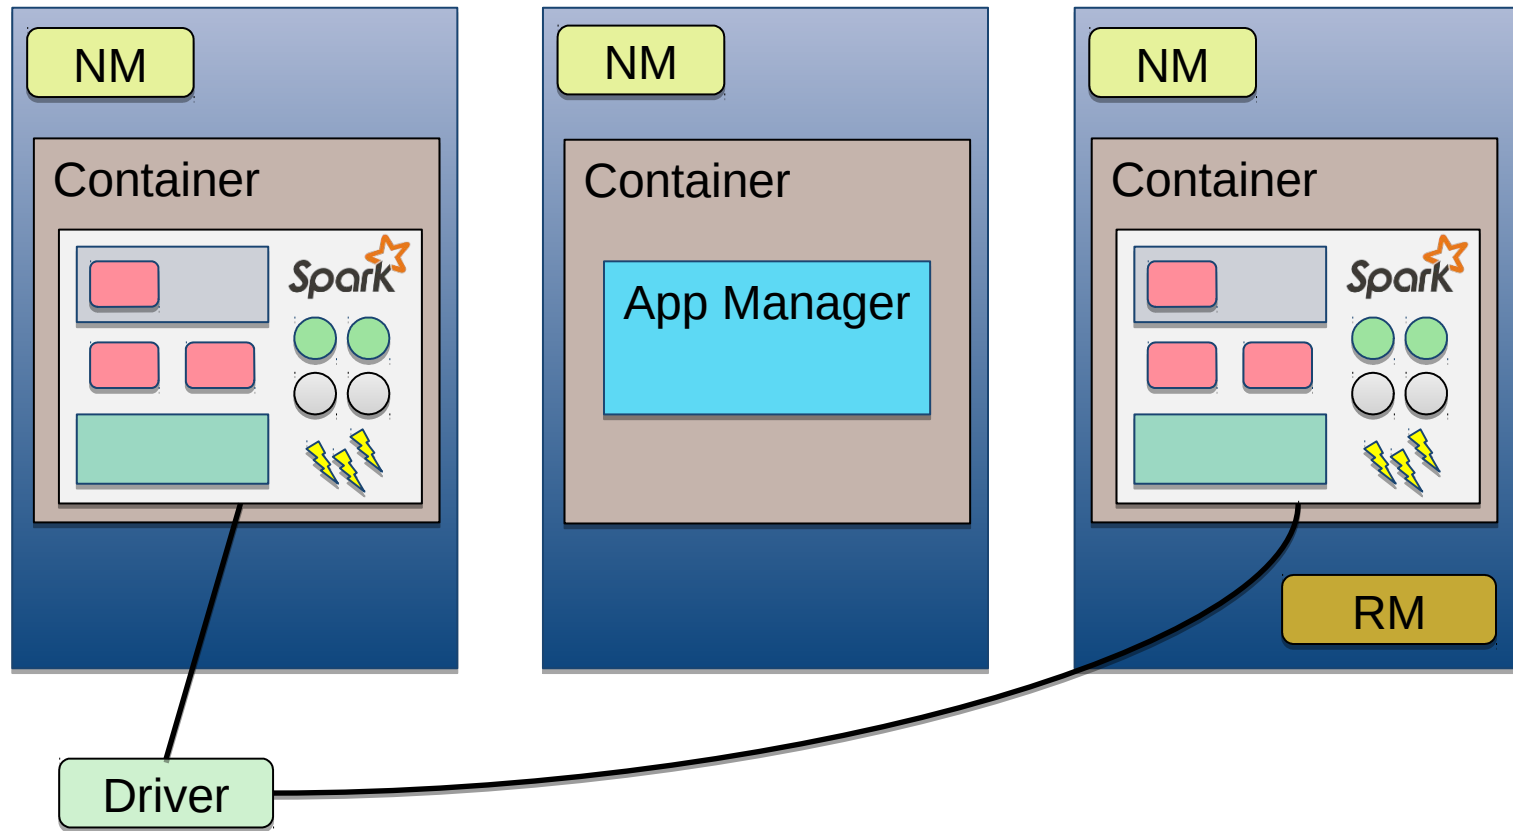 NM
NM
NM
Container
Container
Container
Spark
App Manager
Spark
RM
Driver